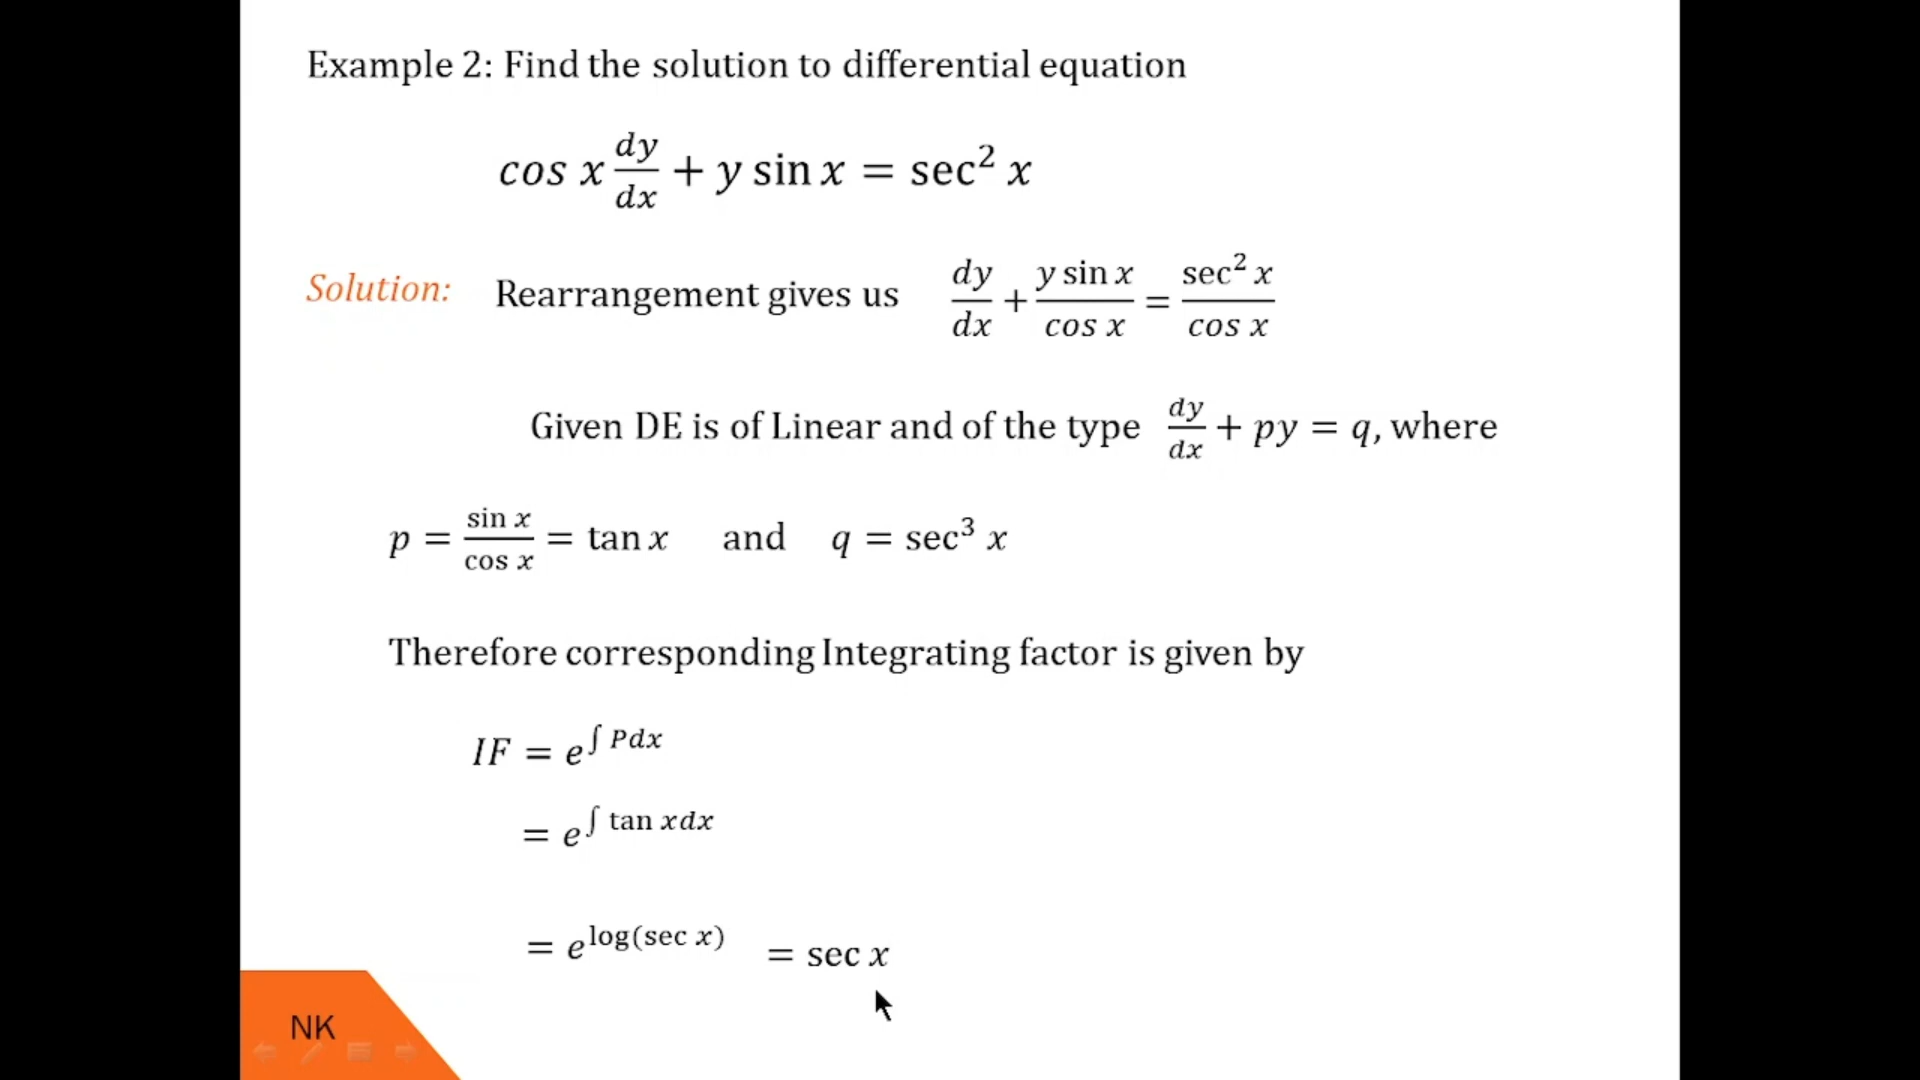 Example 2: Find the solution to differential equation
cos x dy/dx + y sin x = sec² x
Solution: Rearrangement gives us dy/dx + y sin x/cos x = sec² x/cos x
Given DE is of Linear and of the type dy/dx + py = q, where
p = sin x/cos x = tan x and q = sec³ x
Therefore corresponding Integrating factor is given by
IF = e^∫ Pdx
= e^∫ tan xdx
= e^log(sec x) = sec x
NK